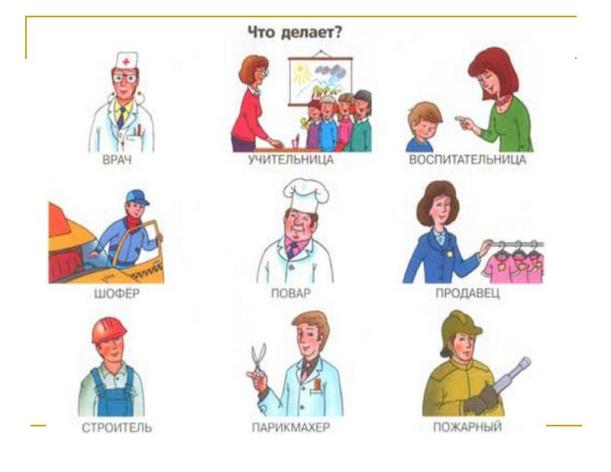 Что делает?
ВРАЧ
УЧИТЕЛЬНИЦА
ВОСПИТАТЕЛЬНИЦА
ШОФЁР
ПОВАР
ПРОДАВЕЦ
СТРОИТЕЛЬ
ПАРИКМАХЕР
ПОЖАРНЫЙ